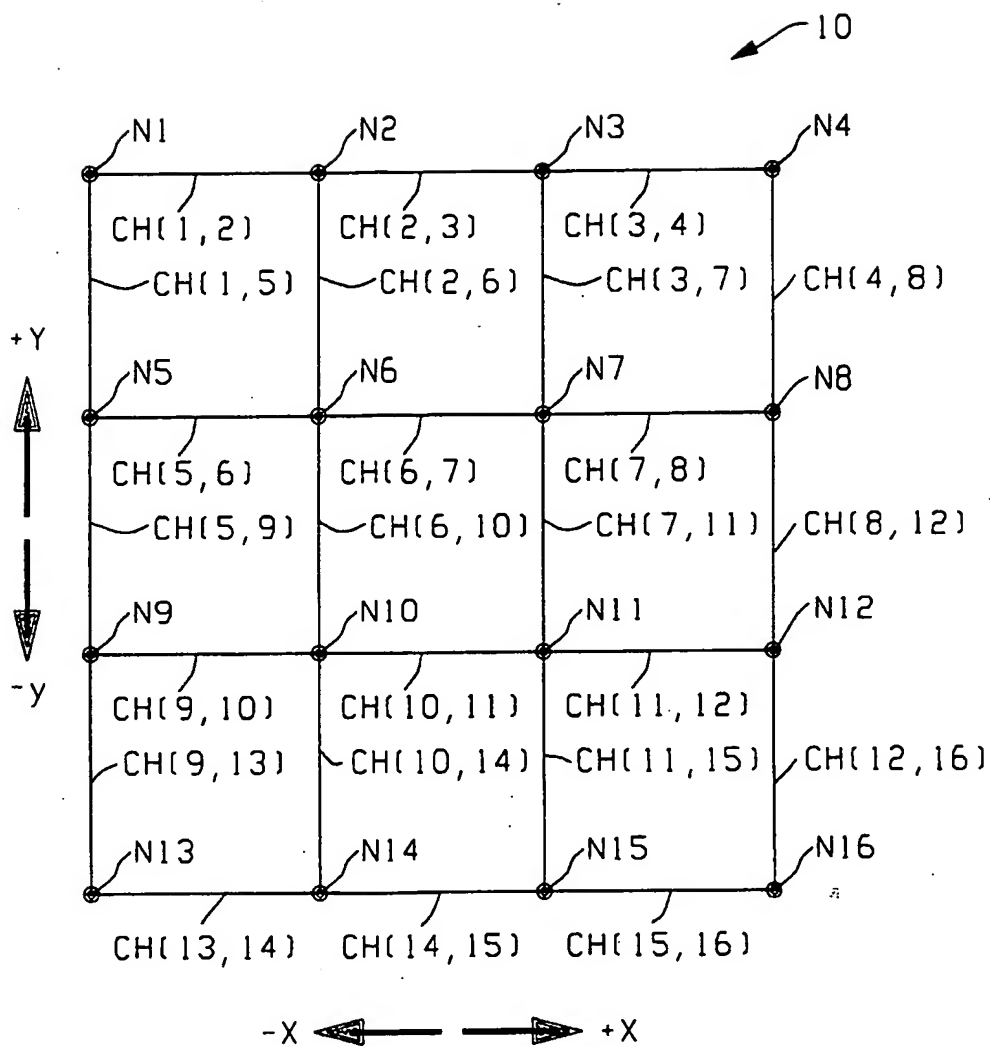 10
N1 N2 N3 N4
CH(1,2) CH(2,3) CH(3,4)
CH(1,5) CH(2,6) CH(3,7) CH(4,8)
+Y
N5 N6 N7 N8
CH(5,6) CH(6,7) CH(7,8)
CH(5,9) CH(6,10) CH(7,11) CH(8,12)
N9 N10 N11 N12
-y
CH(9,10) CH(10,11) CH(11,12)
CH(9,13) CH(10,14) CH(11,15) CH(12,16)
N13 N14 N15 N16
CH(13,14) CH(14,15) CH(15,16)
-X +X